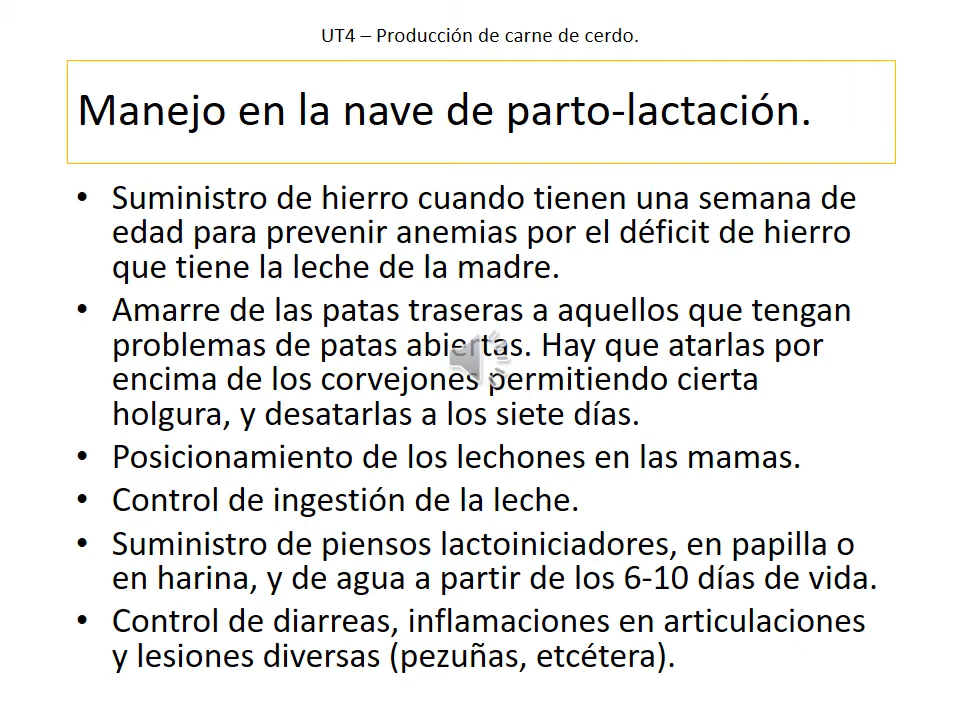 UT4 – Producción de carne de cerdo.
Manejo en la nave de parto-lactación.
• Suministro de hierro cuando tienen una semana de
edad para prevenir anemias por el déficit de hierro
que tiene la leche de la madre.
• Amarre de las patas traseras a aquellos que tengan
problemas de patas abiertas. Hay que atarlas por
encima de los corvejones permitiendo cierta
holgura, y desatarlas a los siete días.
• Posicionamiento de los lechones en las mamas.
• Control de ingestión de la leche.
• Suministro de piensos lactoiniciadores, en papilla o
en harina, y de agua a partir de los 6-10 días de vida.
• Control de diarreas, inflamaciones en articulaciones
y lesiones diversas (pezuñas, etcétera).